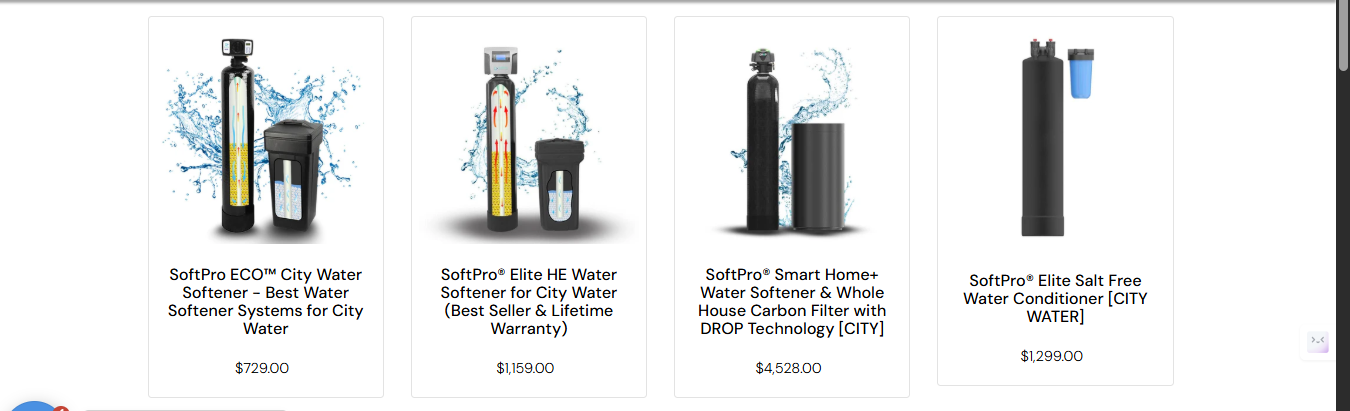 SoftPro ECO™ City Water
Softener - Best Water
Softener Systems for City
Water
$729.00
SoftPro® Elite HE Water
Softener for City Water
(Best Seller & Lifetime
Warranty)
$1,159.00
SoftPro® Smart Home+
Water Softener & Whole
House Carbon Filter with
DROP Technology [CITY]
$4,528.00
SoftPro® Elite Salt Free
Water Conditioner [CITY
WATER]
$1,299.00